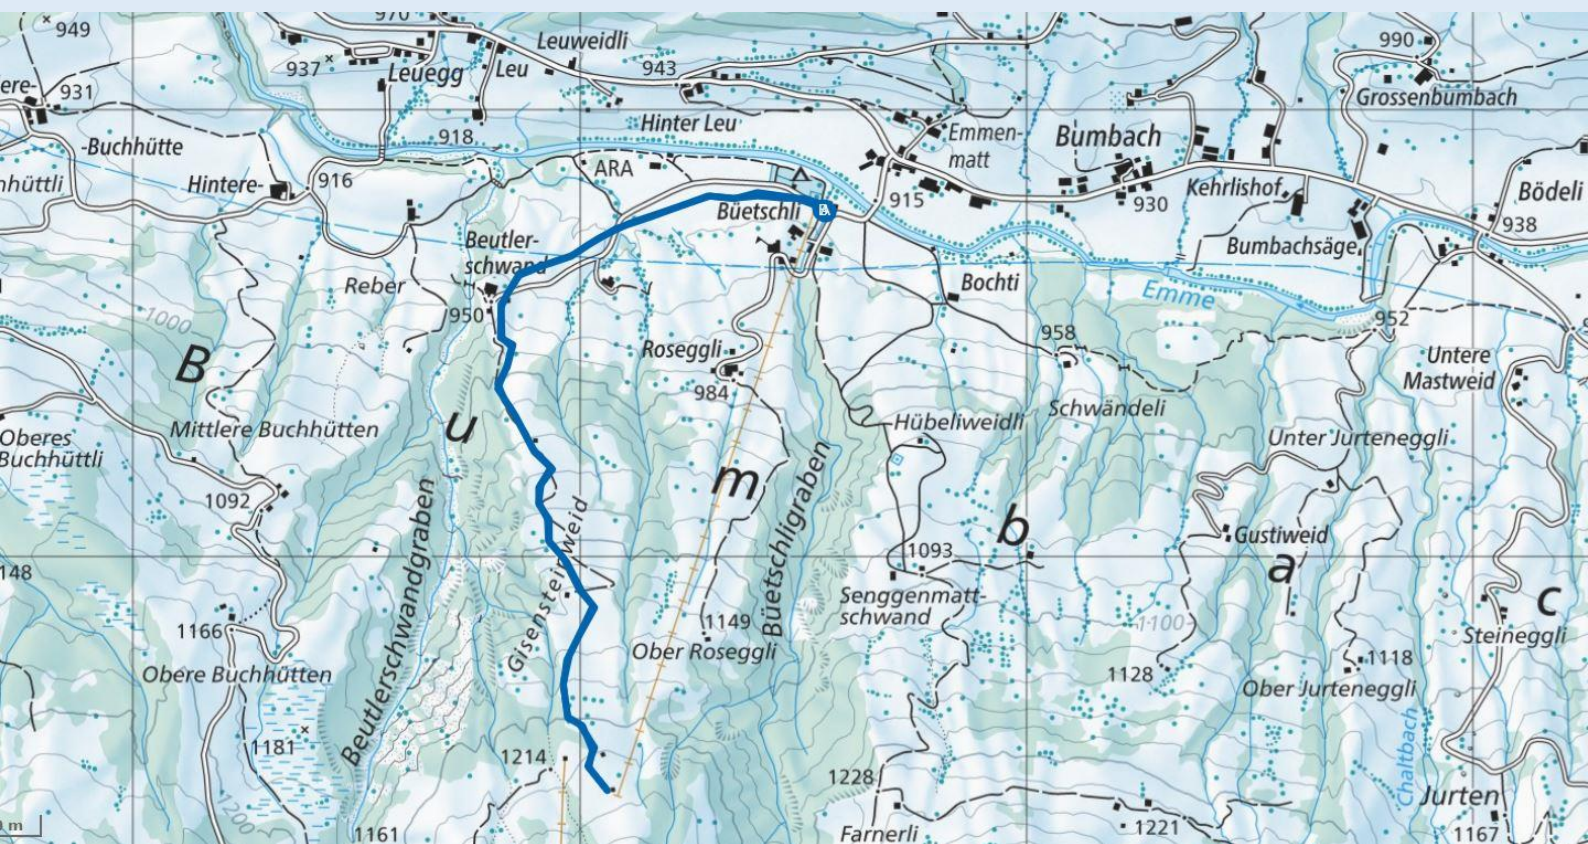 949
970
937
Leuegg
Leu
Leuweidli
943
990
Grossenbumbach
ere-
931
-Buchhütte
918
Hinter Leu
Emmen-
matt
Bumbach
hüttli
Hintere-
916
ARA
915
Kehrlishof
930
Bödeli
938
Büetschli
Beutler-
schwand
Bumbachsäge
Reber
950
Bochti
Emme
952
1000
958
B
Roseggli
984
Untere
Mastweid
Schwändeli
Mittlere Buchhütten
u
Hübeliweidli
Unter Jurteneggli
Oberes
Buchhüttli
1092
m
b
Gustiweid
a
c
148
1093
Senggenmatt-
schwand
Beutlerschwandgraben
Gisensteinweid
Büetschligraben
1149
Ober Roseggli
1100
Steineggli
1166
Obere Buchhütten
1128
1118
Ober Jurteneggli
1181
1214
1228
Chaltbach
Jurten
1200
m
1161
Farnerli
1221
1167